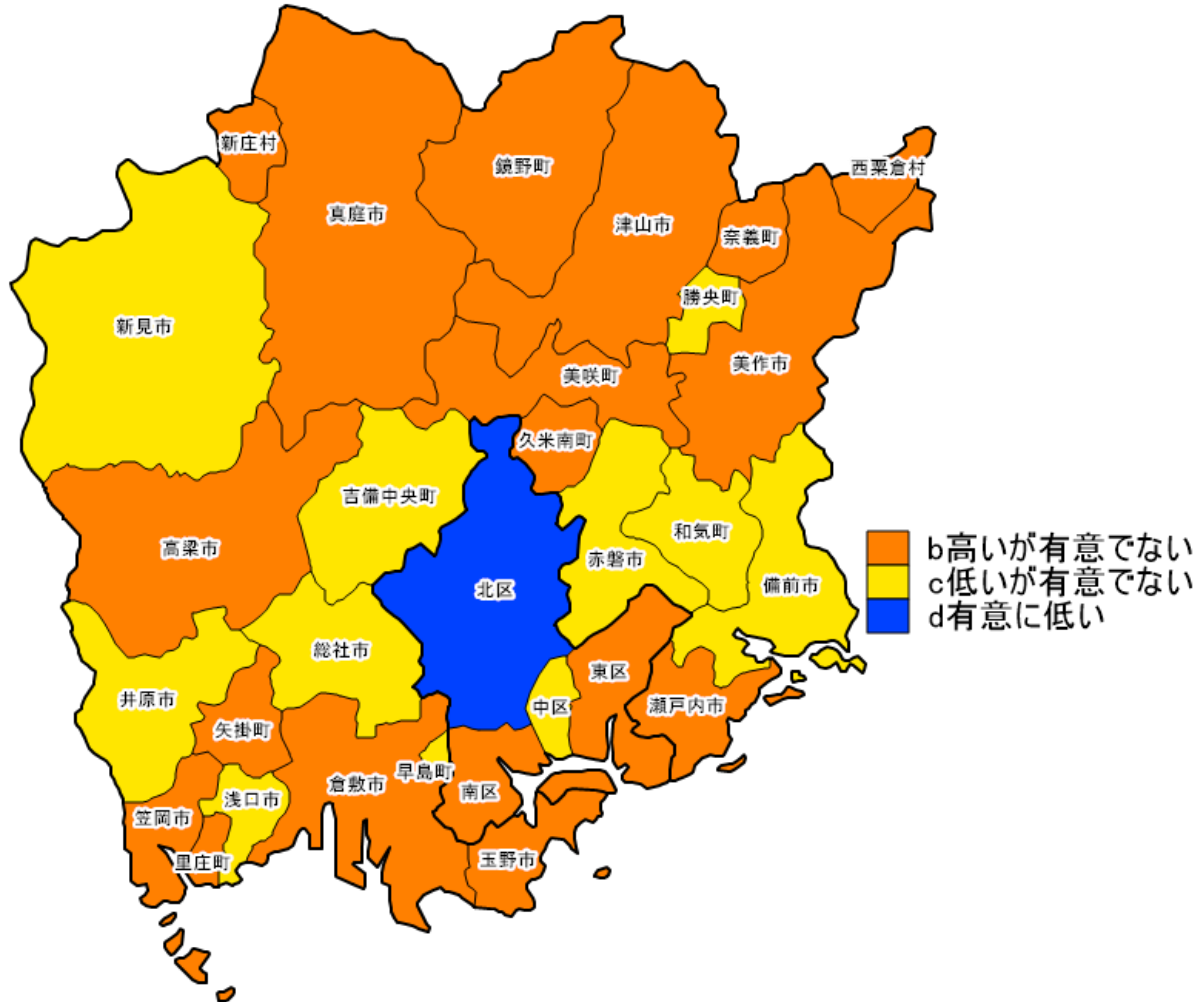 新庄村
鏡野町
西粟倉村
真庭市
津山市
奈義町
勝央町
新見市
美作市
美咲町
久米南町
吉備中央町
和気町
高梁市
赤磐市
備前市
北区
総社市
東区
井原市
中区
瀬戸内市
矢掛町
早島町
倉敷市
南区
浅口市
笠岡市
里庄町
玉野市
b高いが有意でない
c低いが有意でない
d有意に低い